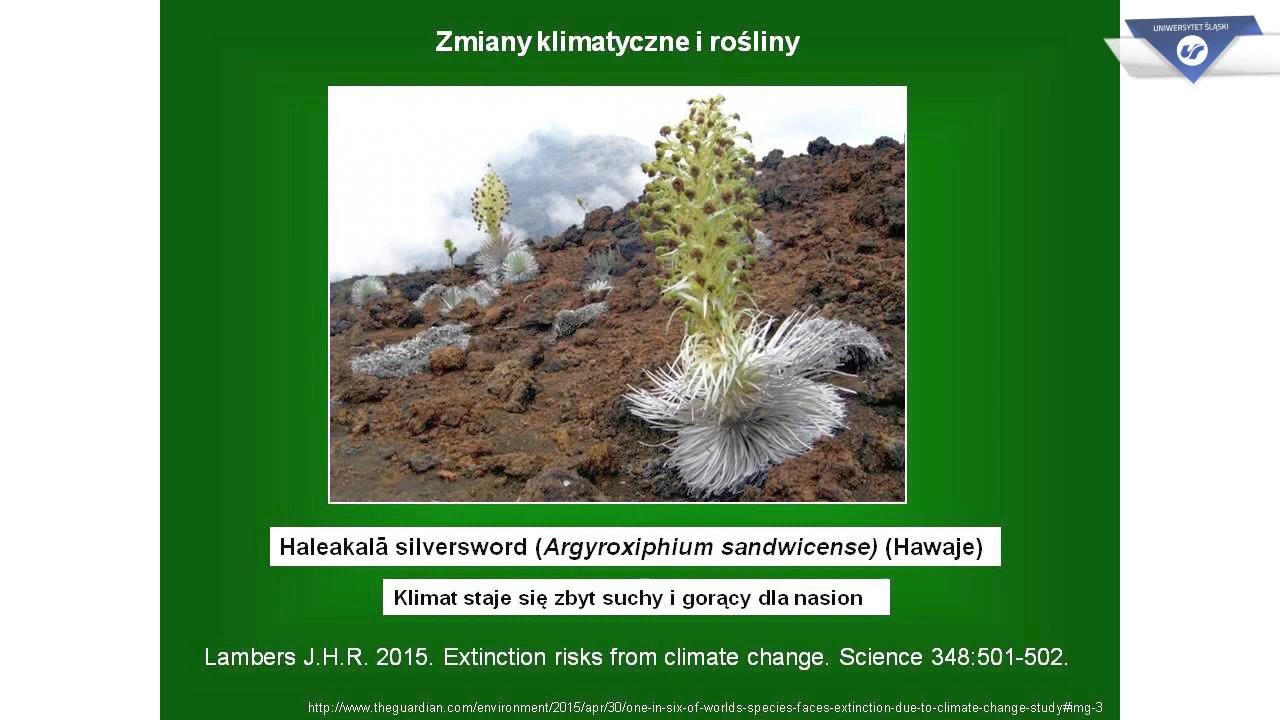 Zmiany klimatyczne i rośliny
UNIWERSYTET ŚLĄSKI
Haleakalā silversword (Argyroxiphium sandwicense) (Hawaje)
Klimat staje się zbyt suchy i gorący dla nasion
Lambers J.H.R. 2015. Extinction risks from climate change. Science 348:501-502.
http://www.theguardian.com/environment/2015/apr/30/one-in-six-of-worlds-species-faces-extinction-due-to-climate-change-study#img-3